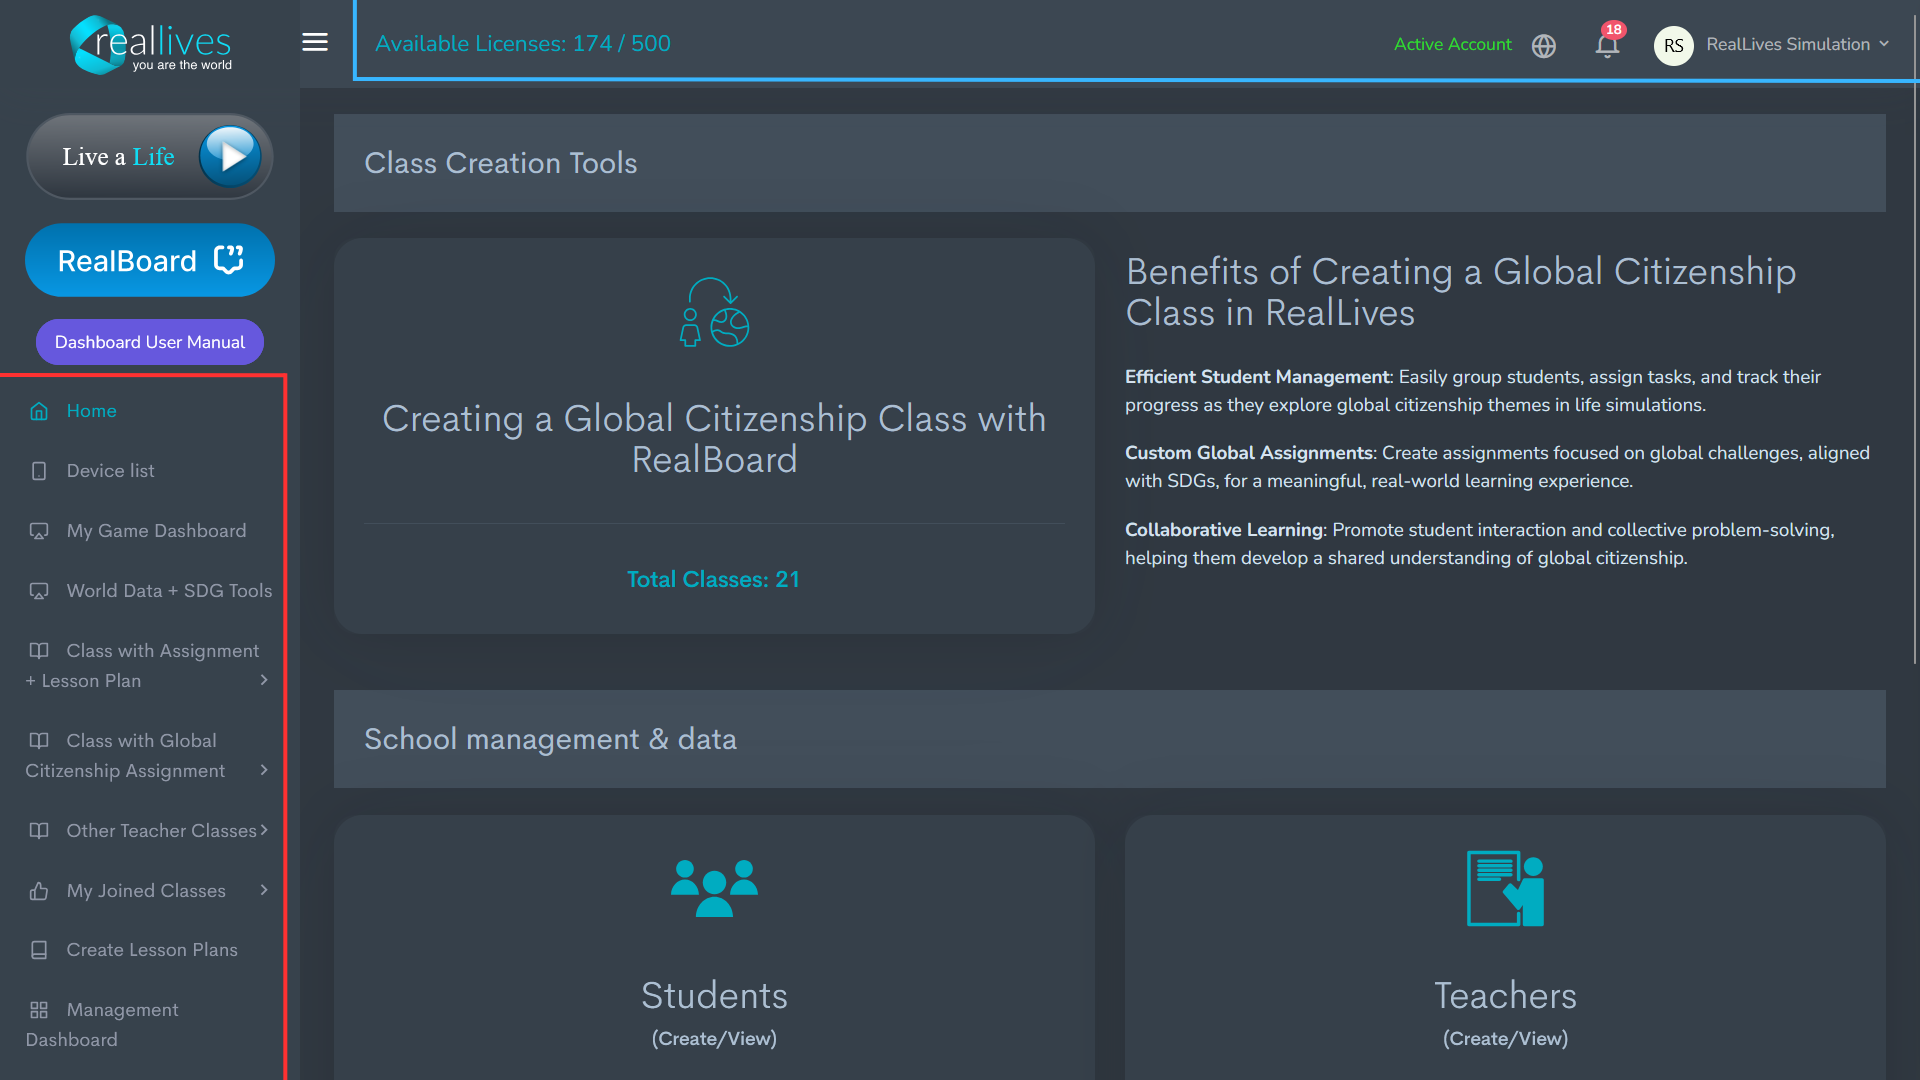 reallives
you are the world
Live a Life
RealBoard
Dashboard User Manual
Home
Device list
My Game Dashboard
World Data + SDG Tools
Class with Assignment
+ Lesson Plan
Class with Global
Citizenship Assignment
Other Teacher Classes
My Joined Classes
Create Lesson Plans
Management
Dashboard
Available Licenses: 174 / 500
Active Account
18
RS
RealLives Simulation
Class Creation Tools
Creating a Global Citizenship Class with
RealBoard
Total Classes: 21
Benefits of Creating a Global Citizenship
Class in RealLives
Efficient Student Management: Easily group students, assign tasks, and track their
progress as they explore global citizenship themes in life simulations.
Custom Global Assignments: Create assignments focused on global challenges, aligned
with SDGs, for a meaningful, real-world learning experience.
Collaborative Learning: Promote student interaction and collective problem-solving,
helping them develop a shared understanding of global citizenship.
School management & data
Students
(Create/View)
Teachers
(Create/View)